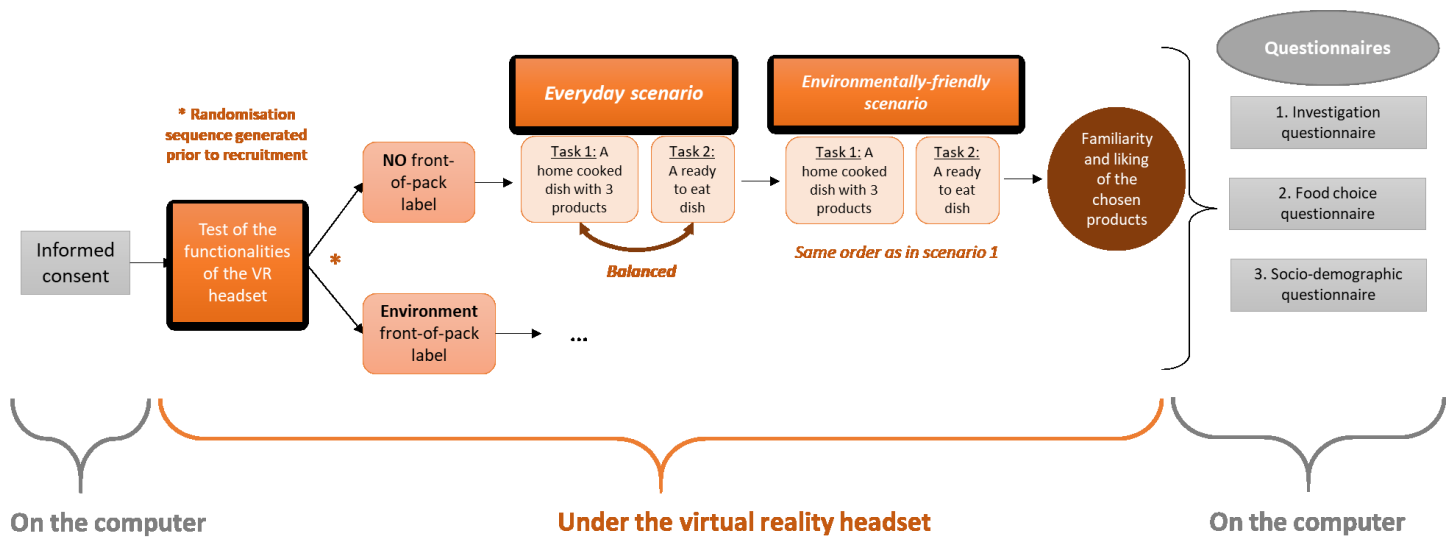 Informed
consent
* Randomisation
sequence generated
prior to recruitment
Test of the
functionalities
of the VR
headset
*
NO front-
of-pack
label
Environment
front-of-pack
label
...
Everyday scenario
Task 1: A
home cooked
dish with 3
products
Task 2:
A ready
to eat
dish
Balanced
Environmentally-friendly
scenario
Task 1: A
home cooked
dish with 3
products
Task 2:
A ready
to eat
dish
Same order as in scenario 1
Familiarity
and liking
of the
chosen
products
Questionnaires
1. Investigation
questionnaire
2. Food choice
questionnaire
3. Socio-demographic
questionnaire
On the computer
Under the virtual reality headset
On the computer